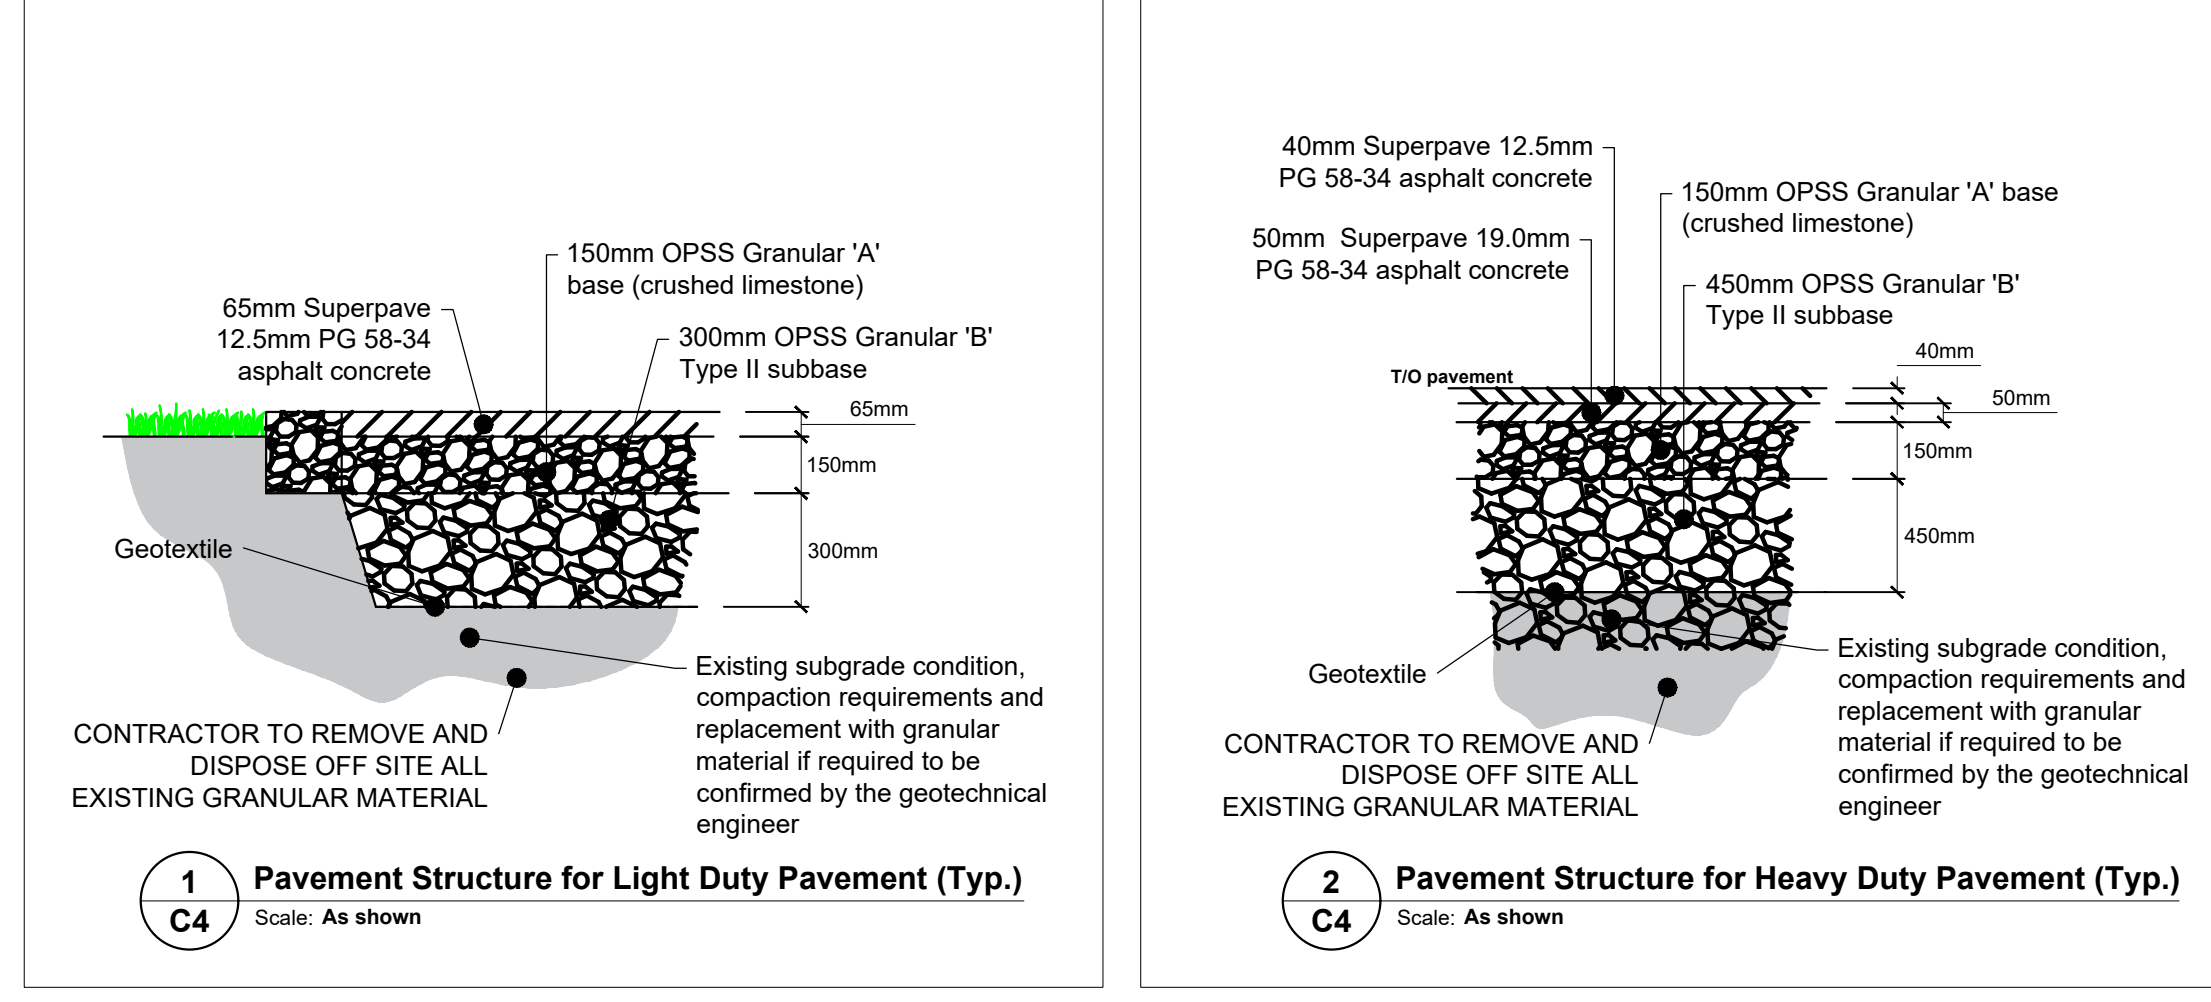 150mm OPSS Granular 'A'
base (crushed limestone)
65mm Superpave
12.5mm PG 58-34
asphalt concrete
300mm OPSS Granular 'B'
Type II subbase
65mm
150mm
300mm
Geotextile
Existing subgrade condition,
compaction requirements and
replacement with granular
material if required to be
confirmed by the geotechnical
engineer
CONTRACTOR TO REMOVE AND
DISPOSE OFF SITE ALL
EXISTING GRANULAR MATERIAL
1
C4
Pavement Structure for Light Duty Pavement (Typ.)
Scale: As shown
40mm Superpave 12.5mm
PG 58-34 asphalt concrete
150mm OPSS Granular 'A' base
(crushed limestone)
50mm Superpave 19.0mm
PG 58-34 asphalt concrete
450mm OPSS Granular 'B'
Type II subbase
T/O pavement
40mm
50mm
150mm
450mm
Geotextile
Existing subgrade condition,
compaction requirements and
replacement with granular
material if required to be
confirmed by the geotechnical
engineer
CONTRACTOR TO REMOVE AND
DISPOSE OFF SITE ALL
EXISTING GRANULAR MATERIAL
2
C4
Pavement Structure for Heavy Duty Pavement (Typ.)
Scale: As shown